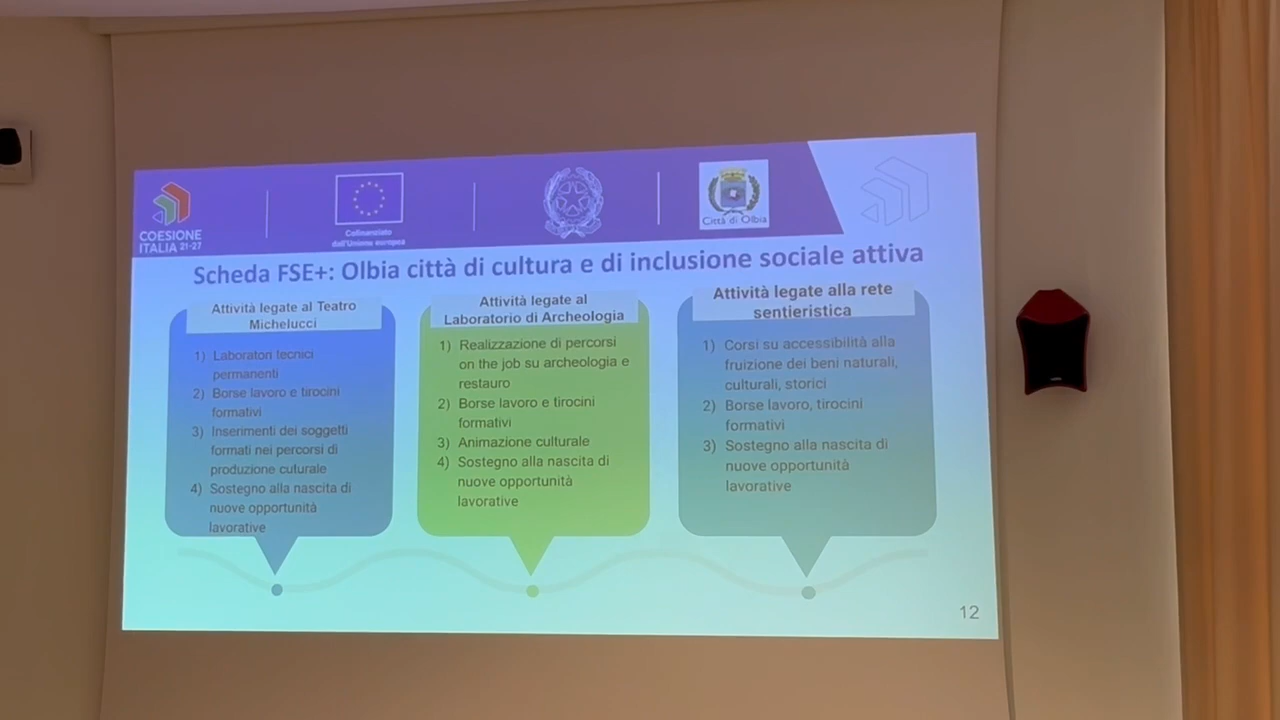 COESIONE
ITALIA 21-27
Cofinanziato
dall'Unione europea
Città di Olbia
Scheda FSE+: Olbia città di cultura e di inclusione sociale attiva
Attività legate al Teatro
Michelucci
1) Laboratori tecnici
permanenti
2) Borse lavoro e tirocini
formativi
3) Inserimenti dei soggetti
formati nei percorsi di
produzione cuturale
4) Sostegno alla nascita di
nuove opportunità
lavorative
Attività legate al
Laboratorio di Archeologia
1) Realizzazione di percorsi
on the job su archeologia e
restauro
2) Borse lavoro e tirocini
formativi
3) Animazione culturale
4) Sostegno alla nascita di
nuove opportunità
lavorative
Attività legate alla rete
sentieristica
1) Corsi su accessibilità alla
fruizione dei beni naturali,
culturali, storici
2) Borse lavoro, tirocini
formativi
3) Sostegno alla nascita di
nuove opportunità
lavorative
12